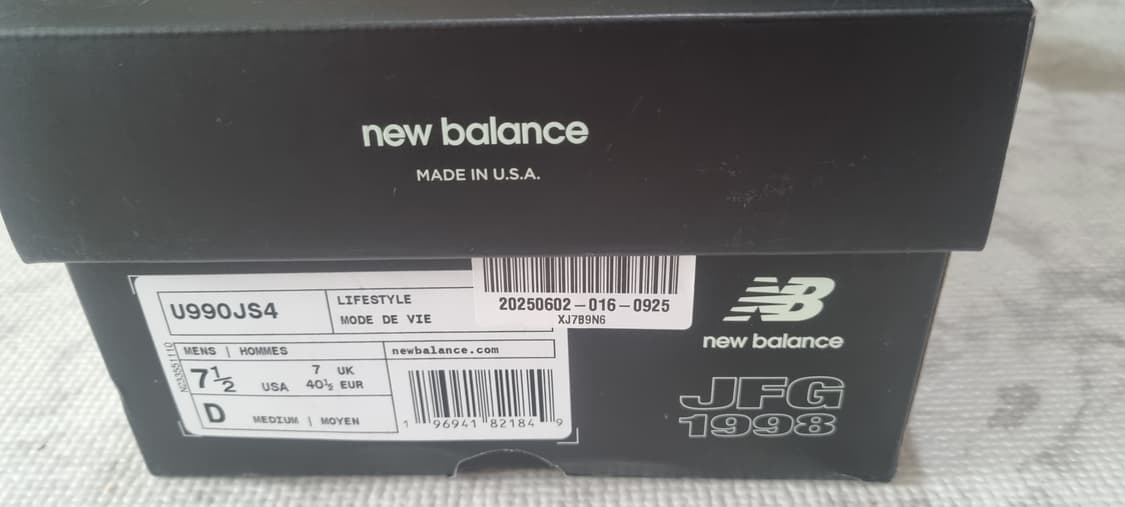 new balance
MADE IN U.S.A.
U990JS4
LIFESTYLE
MODE DE VIE
20250602-016-0925
XJ7B9N6
MENS | HOMMES
newbalance.com
7½ USA
7 UK
40½ EUR
D
MEDIUM | MOYEN
1 96941 82184 9
NB
new balance
JFG
1998